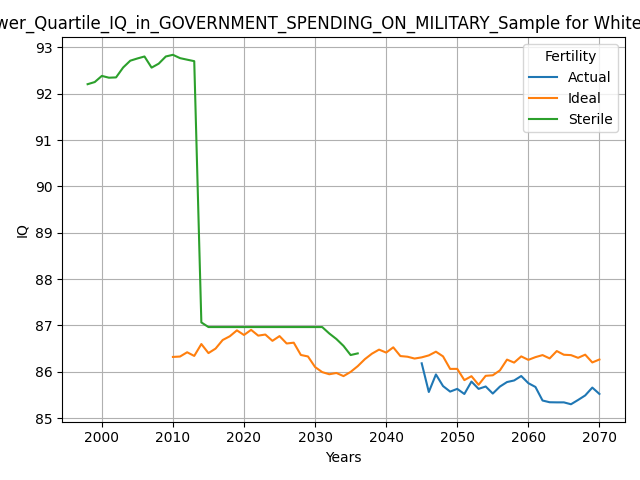 wer_Quartile_IQ_in_GOVERNMENT_SPENDING_ON_MILITARY_Sample for White
93
92
91
90
89
88
87
86
85
IQ
Fertility
Actual
Ideal
Sterile
2000 2010 2020 2030 2040 2050 2060 2070
Years